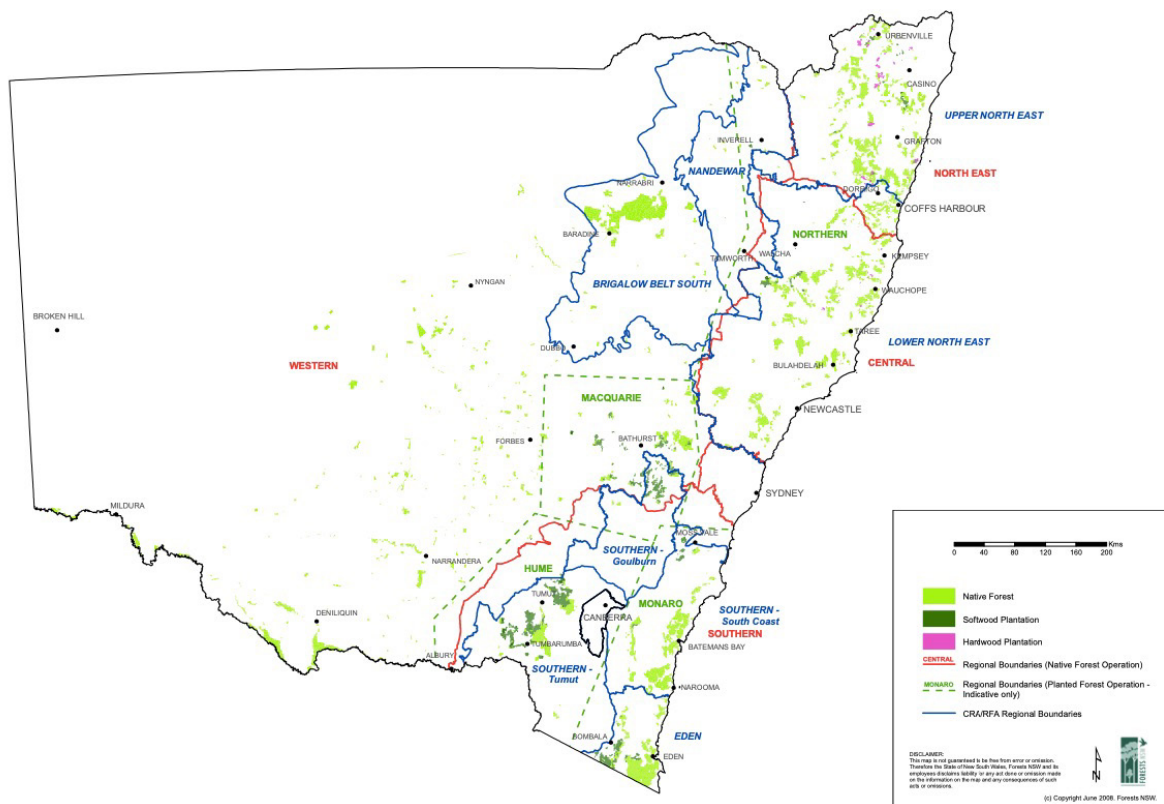 URBENVILLE
CASINO
UPPER NORTH EAST
GRAFTON
INVERELL
NANDEWAR
NORTH EAST
NARRABRI
DORRIGO
COFFS HARBOUR
BARADINE
NORTHERN
TAMWORTH
WALCHA
KEMPSEY
BRIGALOW BELT SOUTH
NYNGAN
WAUCHOPE
BROKEN HILL
TAREE
LOWER NORTH EAST
DUBBO
WESTERN
BULAHDELAH
CENTRAL
MACQUARIE
NEWCASTLE
FORBES
BATHURST
SYDNEY
MILDURA
MOSS VALE
NARRANDERA
SOUTHERN -
Goulburn
HUME
TUMUT
CANBERRA
MONARO
SOUTHERN -
South Coast
DENILIQUIN
SOUTHERN
TUMBARUMBA
BATEMANS BAY
ALBURY
SOUTHERN -
Tumut
NAROOMA
BOMBALA
EDEN
EDEN
0 40 80 120 160 200 Kms
Native Forest
Softwood Plantation
Hardwood Plantation
CENTRAL Regional Boundaries (Native Forest Operation)
MONARO Regional Boundaries (Planted Forest Operation -
Indicative only)
CRA/RFA Regional Boundaries
DISCLAIMER:
This map is not guaranteed to be free from error or omission.
Therefore the State of New South Wales, Forests NSW and its
employees disclaims liability for any act done or omission made
on the information on the map and any consequences of such
acts or omissions.
N
FORESTS NSW
(c) Copyright June 2008. Forests NSW.